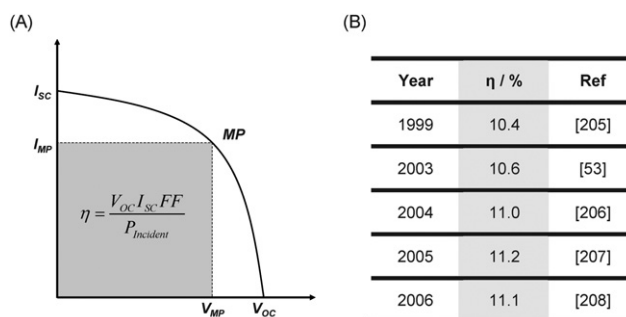 (A)
I_SC
I_MP
MP
η = V_OC I_SC FF / P_Incident
V_MP V_OC
(B)
Year η / % Ref
1999 10.4 [205]
2003 10.6 [53]
2004 11.0 [206]
2005 11.2 [207]
2006 11.1 [208]